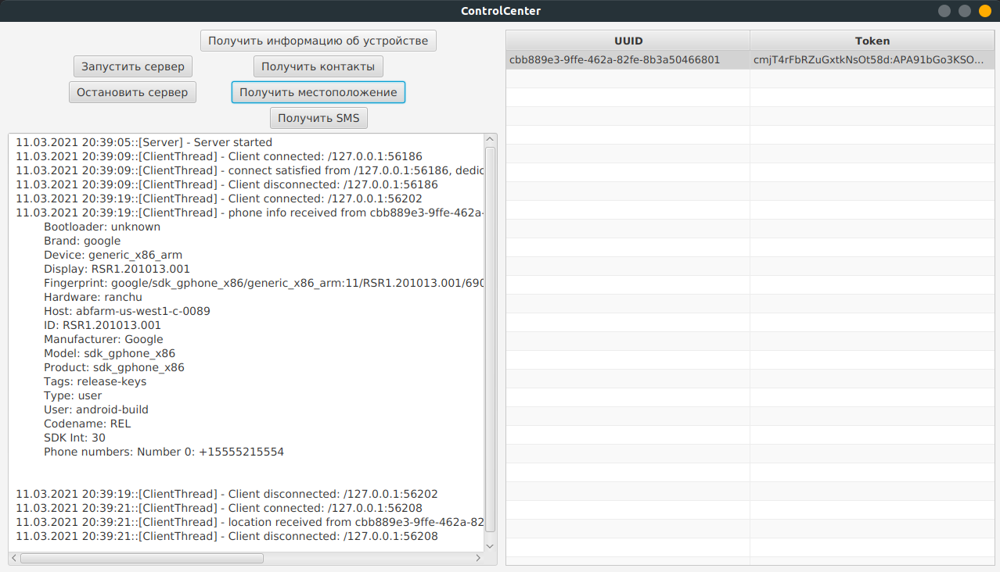 ControlCenter
Получить информацию об устройстве
Запустить сервер
Получить контакты
Остановить сервер
Получить местоположение
Получить SMS
11.03.2021 20:39:05::[Server] - Server started
11.03.2021 20:39:09::[ClientThread] - Client connected: /127.0.0.1:56186
11.03.2021 20:39:09::[ClientThread] - connect satisfied from /127.0.0.1:56186, dedic
11.03.2021 20:39:09::[ClientThread] - Client disconnected: /127.0.0.1:56186
11.03.2021 20:39:19::[ClientThread] - Client connected: /127.0.0.1:56202
11.03.2021 20:39:19::[ClientThread] - phone info received from cbb889e3-9ffe-462a-
Bootloader: unknown
Brand: google
Device: generic_x86_arm
Display: RSR1.201013.001
Fingerprint: google/sdk_gphone_x86/generic_x86_arm:11/RSR1.201013.001/690
Hardware: ranchu
Host: abfarm-us-west1-c-0089
ID: RSR1.201013.001
Manufacturer: Google
Model: sdk_gphone_x86
Product: sdk_gphone_x86
Tags: release-keys
Type: user
User: android-build
Codename: REL
SDK Int: 30
Phone numbers: Number 0: +15555215554
11.03.2021 20:39:19::[ClientThread] - Client disconnected: /127.0.0.1:56202
11.03.2021 20:39:21::[ClientThread] - Client connected: /127.0.0.1:56208
11.03.2021 20:39:21::[ClientThread] - location received from cbb889e3-9ffe-462a-82
11.03.2021 20:39:21::[ClientThread] - Client disconnected: /127.0.0.1:56208
UUID Token
cbb889e3-9ffe-462a-82fe-8b3a50466801 cmjT4rFbRZuGxtkNsOt58d:APA91bGo3KSO...